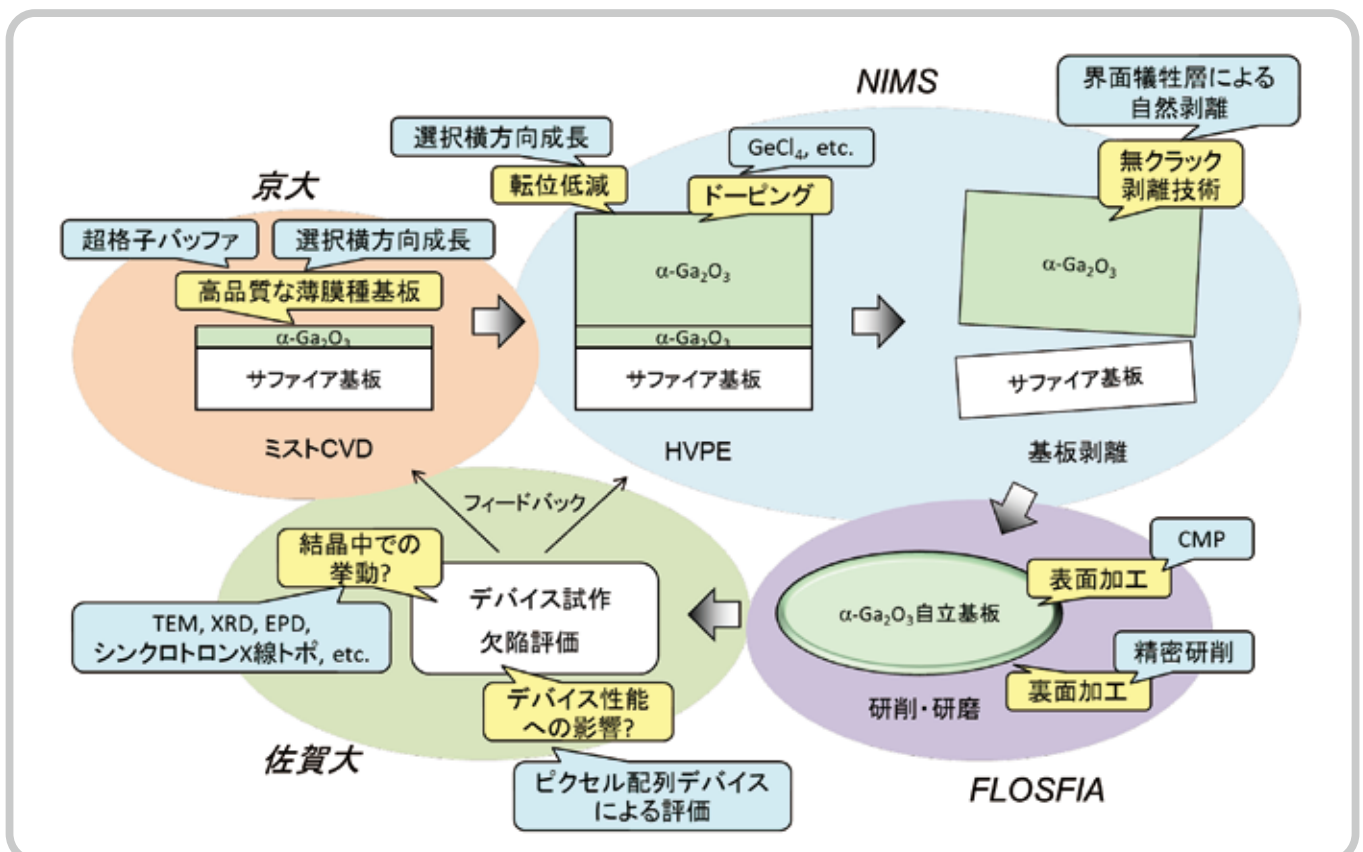 NIMS
界面犠牲層による
自然剥離
選択横方向成長
GeCl₄, etc.
無クラック
剥離技術
転位低減
ドーピング
京大
超格子バッファ
選択横方向成長
高品質な薄膜種基板
α-Ga₂O₃
サファイア基板
ミストCVD
α-Ga₂O₃
α-Ga₂O₃
サファイア基板
HVPE
α-Ga₂O₃
サファイア基板
基板剥離
フィードバック
結晶中での
挙動?
TEM, XRD, EPD,
シンクロトロンX線トポ, etc.
デバイス試作
欠陥評価
デバイス性能
への影響?
ピクセル配列デバイス
による評価
佐賀大
CMP
表面加工
α-Ga₂O₃自立基板
精密研削
裏面加工
研削・研磨
FLOSFIA